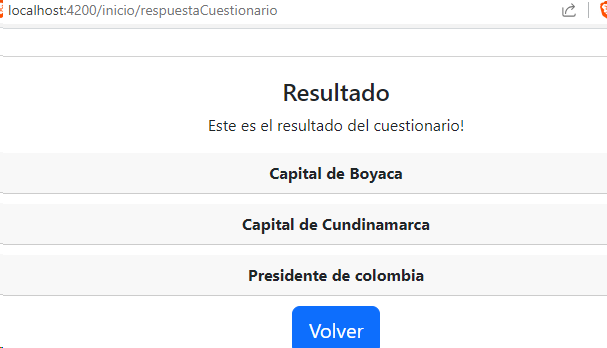 localhost:4200/inicio/respuestaCuestionario
Resultado
Este es el resultado del cuestionario!
Capital de Boyaca
Capital de Cundinamarca
Presidente de colombia
Volver